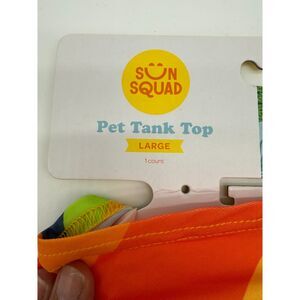 SUN
SQUAD
Pet Tank Top
LARGE
1 count